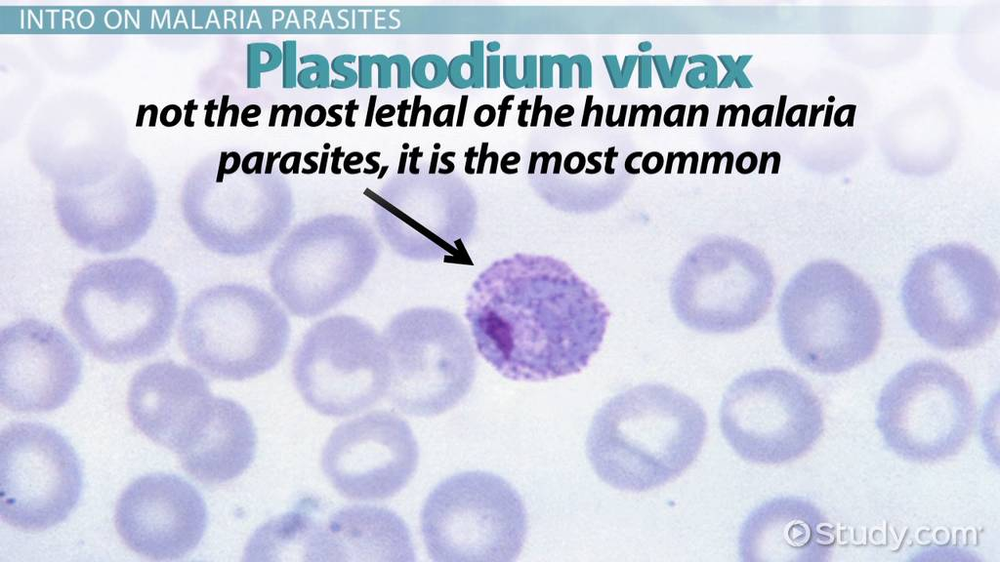 INTRO ON MALARIA PARASITES
Plasmodium vivax
not the most lethal of the human malaria
parasites, it is the most common
Study.com